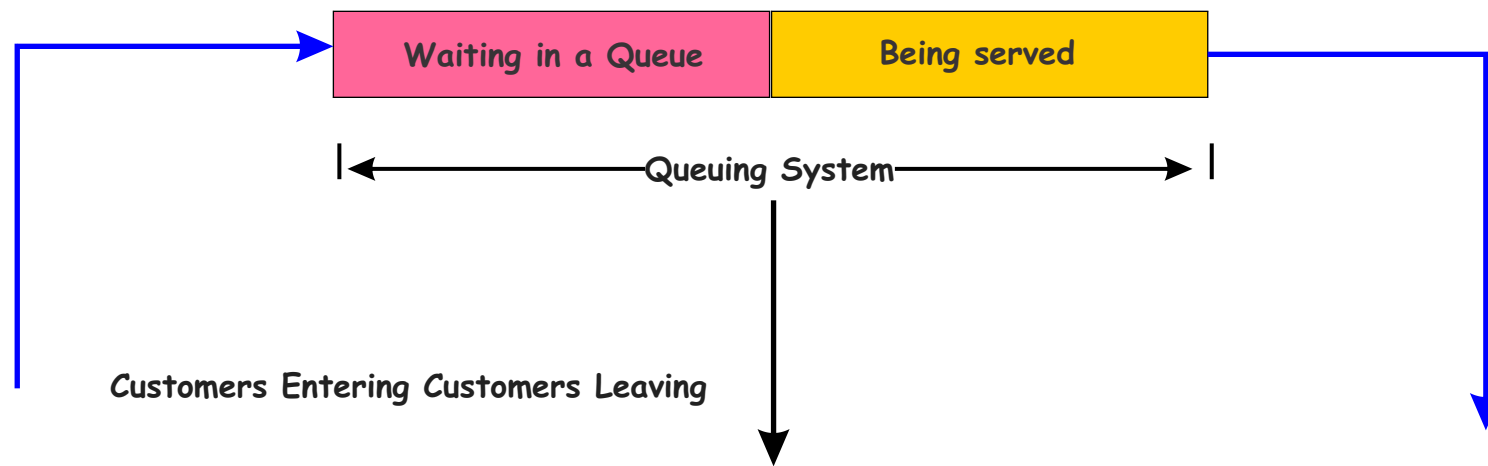 Waiting in a Queue
Being served
Queuing System
Customers Entering Customers Leaving